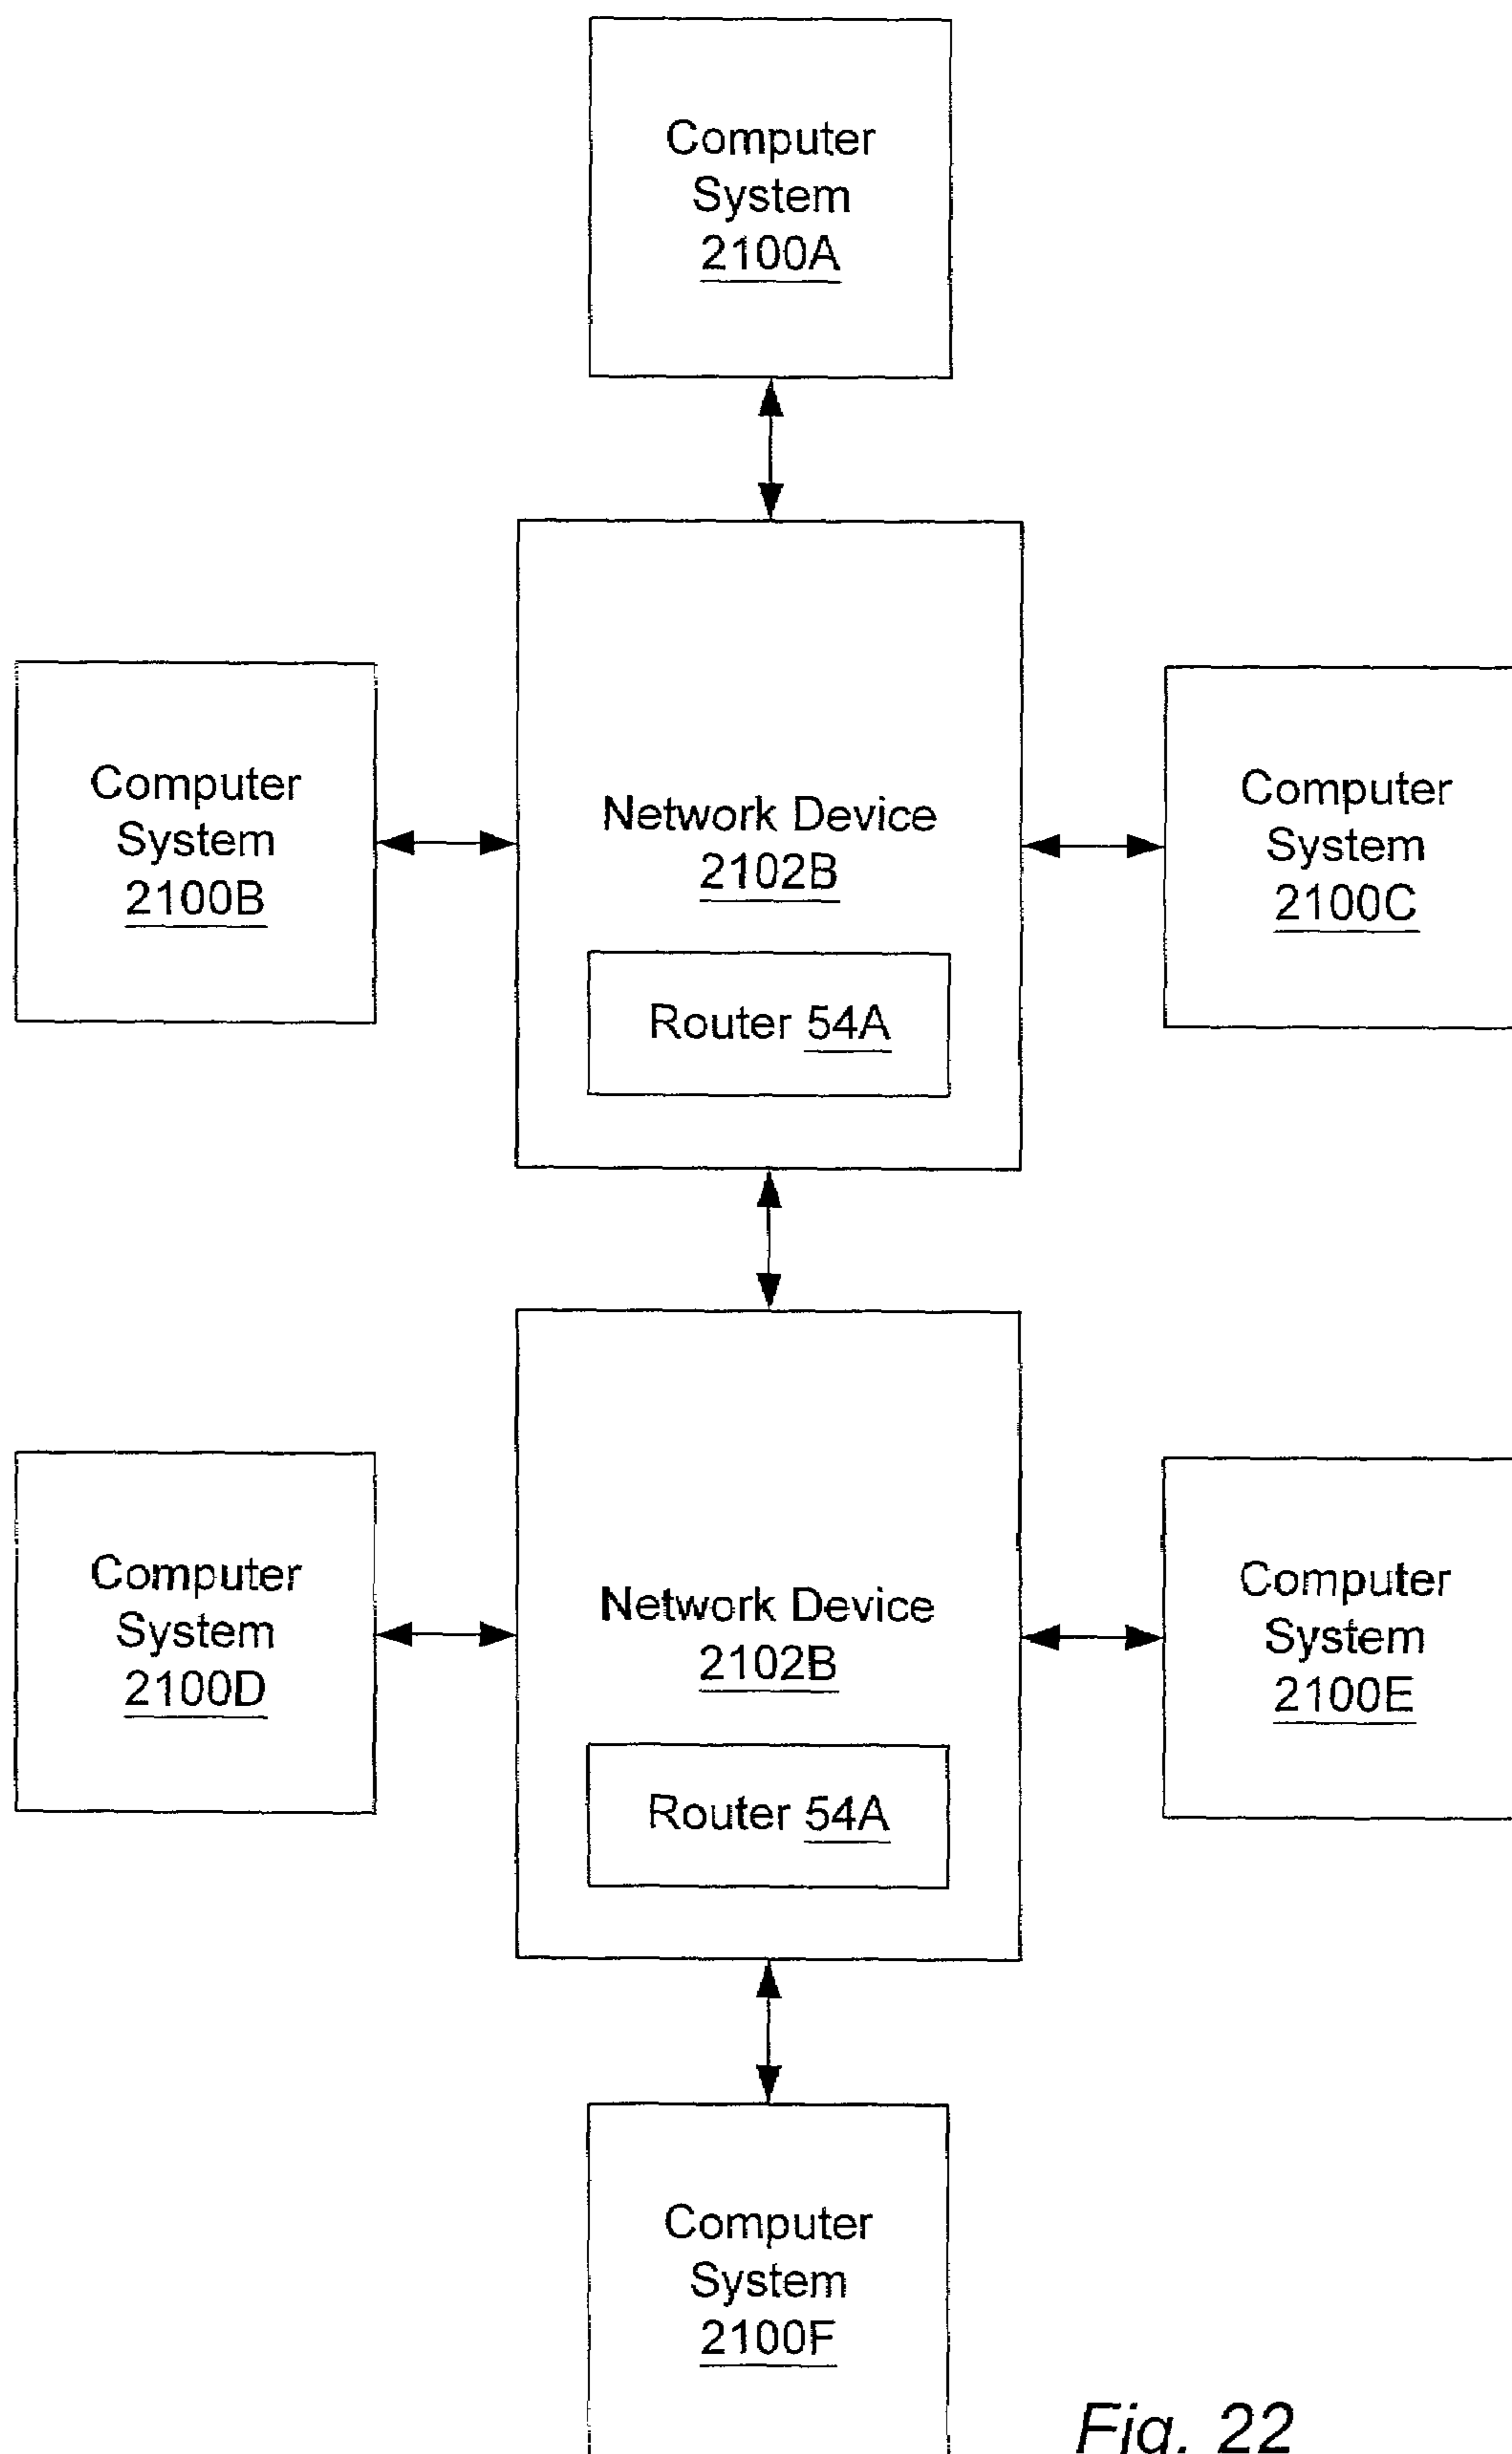 Computer
System
2100A
Computer
System
2100B
Network Device
2102B
Router 54A
Computer
System
2100C
Computer
System
2100D
Network Device
2102B
Router 54A
Computer
System
2100E
Computer
System
2100F
Fig. 22